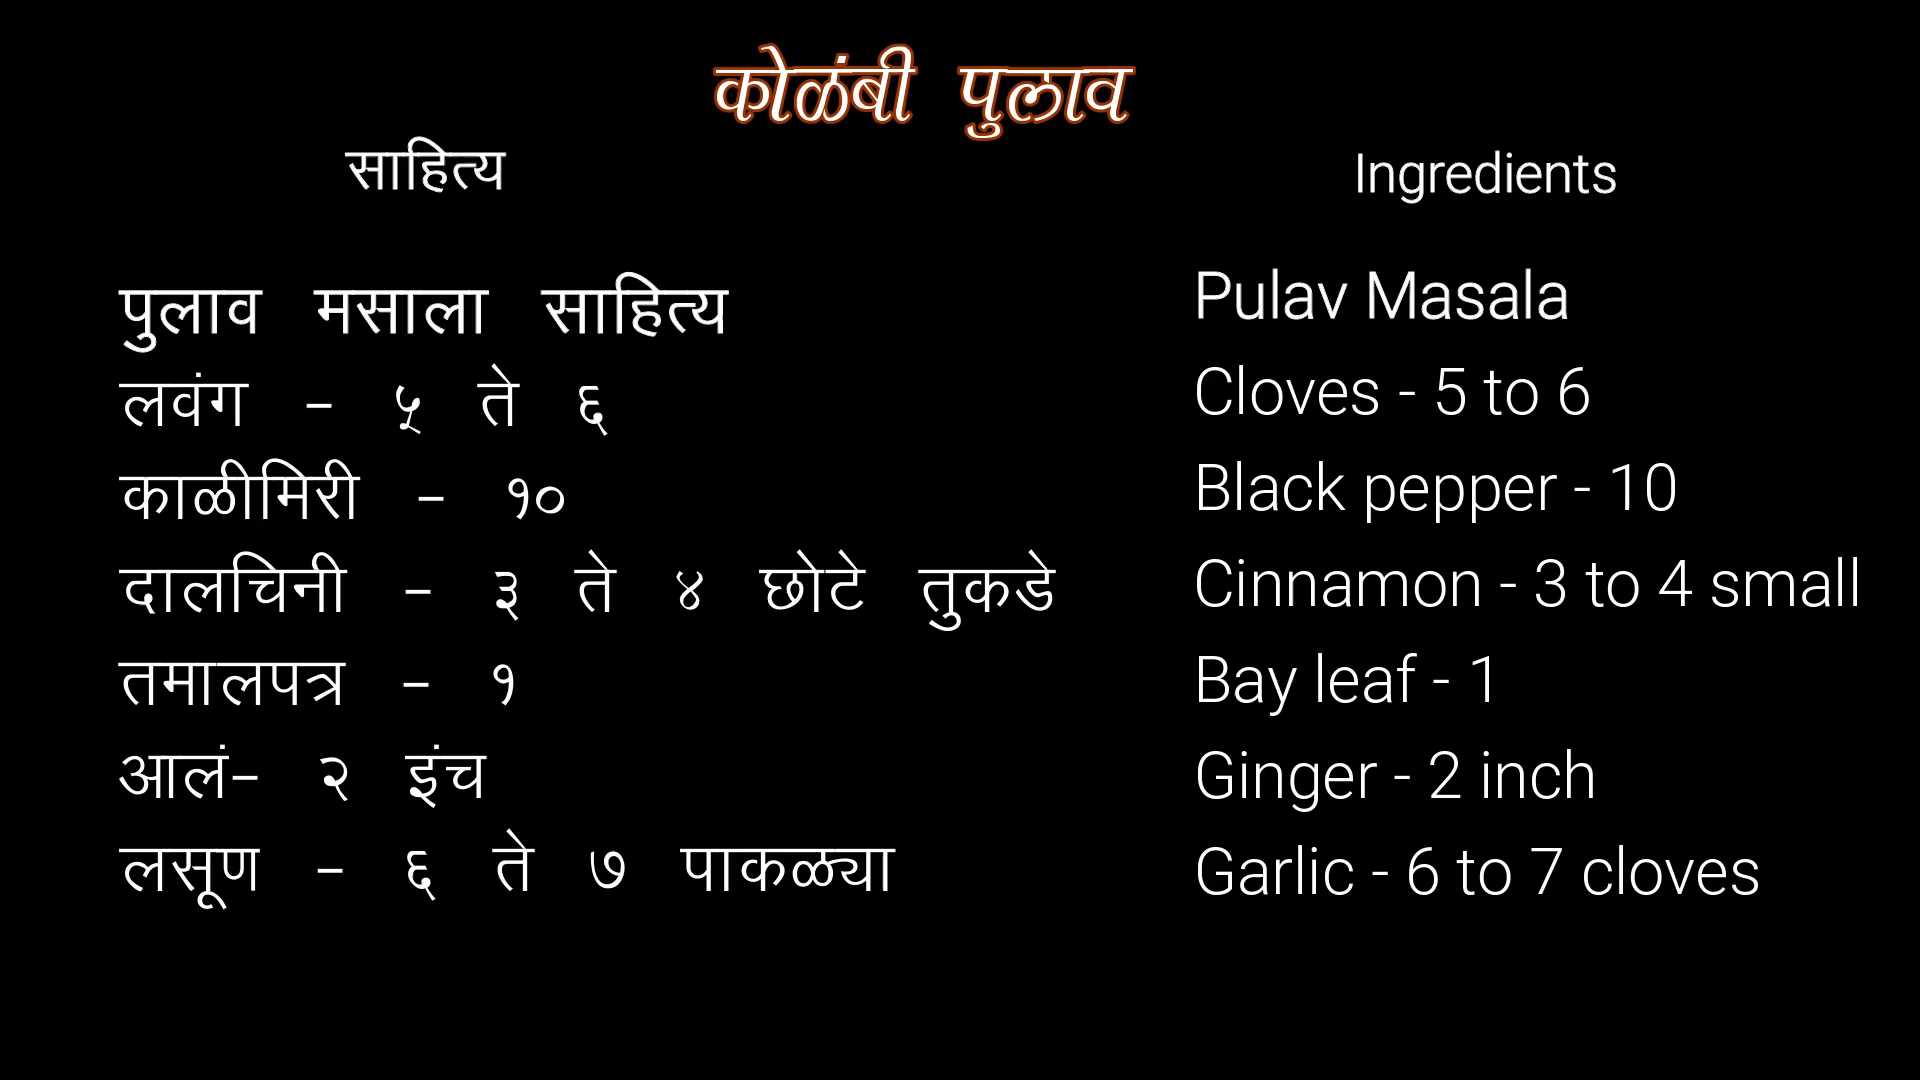 कोळंबी पुलाव
साहित्य
पुलाव मसाला साहित्य
लवंग - ५ ते ६
काळीमिरी - १०
दालचिनी - ३ ते ४ छोटे तुकडे
तमालपत्र - १
आलं- २ इंच
लसूण - ६ ते ७ पाकळ्या
Ingredients
Pulav Masala
Cloves - 5 to 6
Black pepper - 10
Cinnamon - 3 to 4 small
Bay leaf - 1
Ginger - 2 inch
Garlic - 6 to 7 cloves